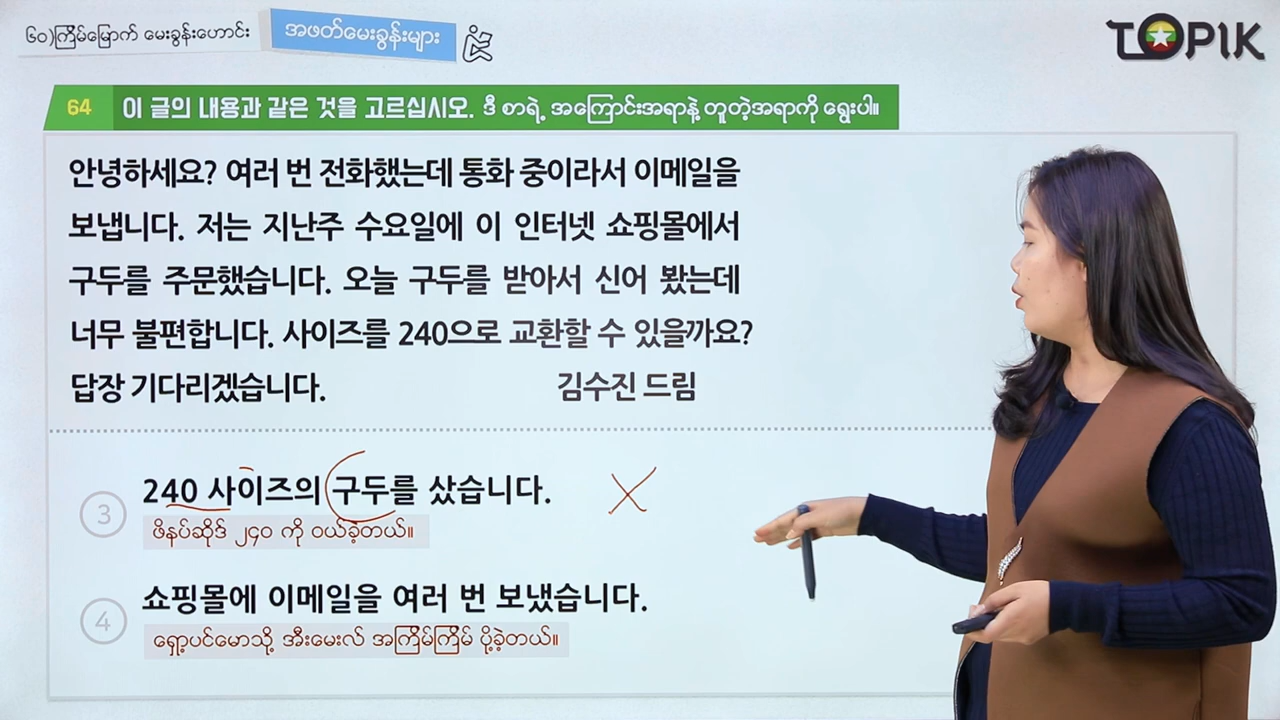 ၆၀)ကြိမ်မြောက် မေးခွန်းဟောင်း
အဖတ်မေးခွန်းများ
TOPIK
64 이 글의 내용과 같은 것을 고르십시오. ဒီ စာရဲ့ အကြောင်းအရာနဲ့ တူတဲ့အရာကို ရွေးပါ။
안녕하세요? 여러 번 전화했는데 통화 중이라서 이메일을
보냅니다. 저는 지난주 수요일에 이 인터넷 쇼핑몰에서
구두를 주문했습니다. 오늘 구두를 받아서 신어 봤는데
너무 불편합니다. 사이즈를 240으로 교환할 수 있을까요?
답장 기다리겠습니다. 김수진 드림
3 240 사이즈의 구두를 샀습니다. X
ဖိနပ်ဆိုဒ် ၂၄၀ ကို ဝယ်ခဲ့တယ်။
4 쇼핑몰에 이메일을 여러 번 보냈습니다.
ရှော့ပင်မောသို့ အီးမေးလ် အကြိမ်ကြိမ် ပို့ခဲ့တယ်။